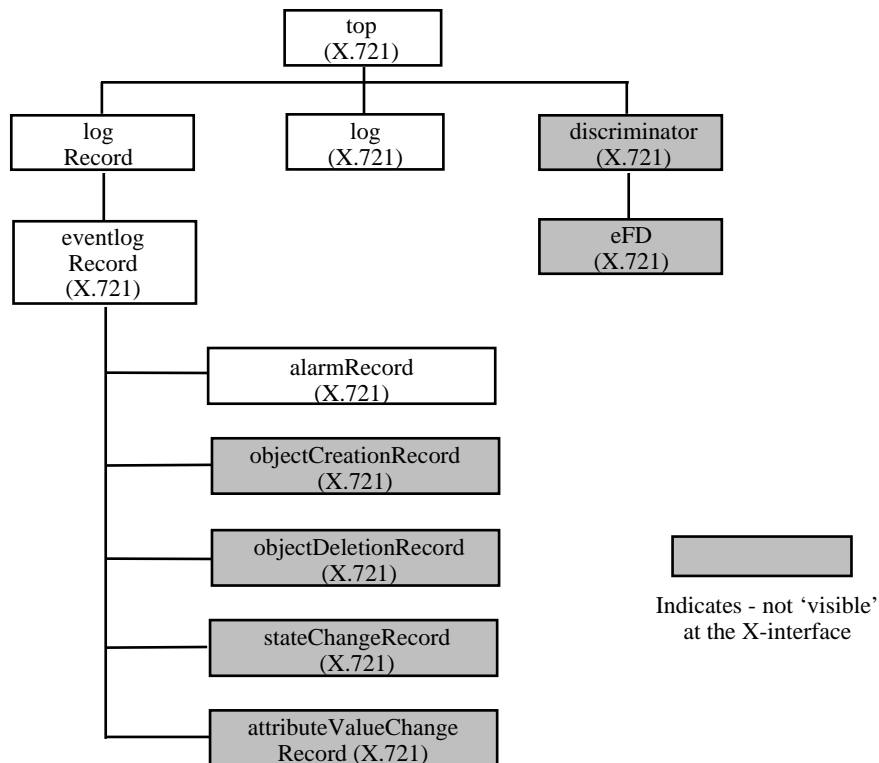 top
(X.721)
log
Record
log
(X.721)
discriminator
(X.721)
eventlog
Record
(X.721)
eFD
(X.721)
alarmRecord
(X.721)
objectCreationRecord
(X.721)
objectDeletionRecord
(X.721)
stateChangeRecord
(X.721)
attributeValueChange
Record (X.721)
Indicates - not ‘visible’
at the X-interface